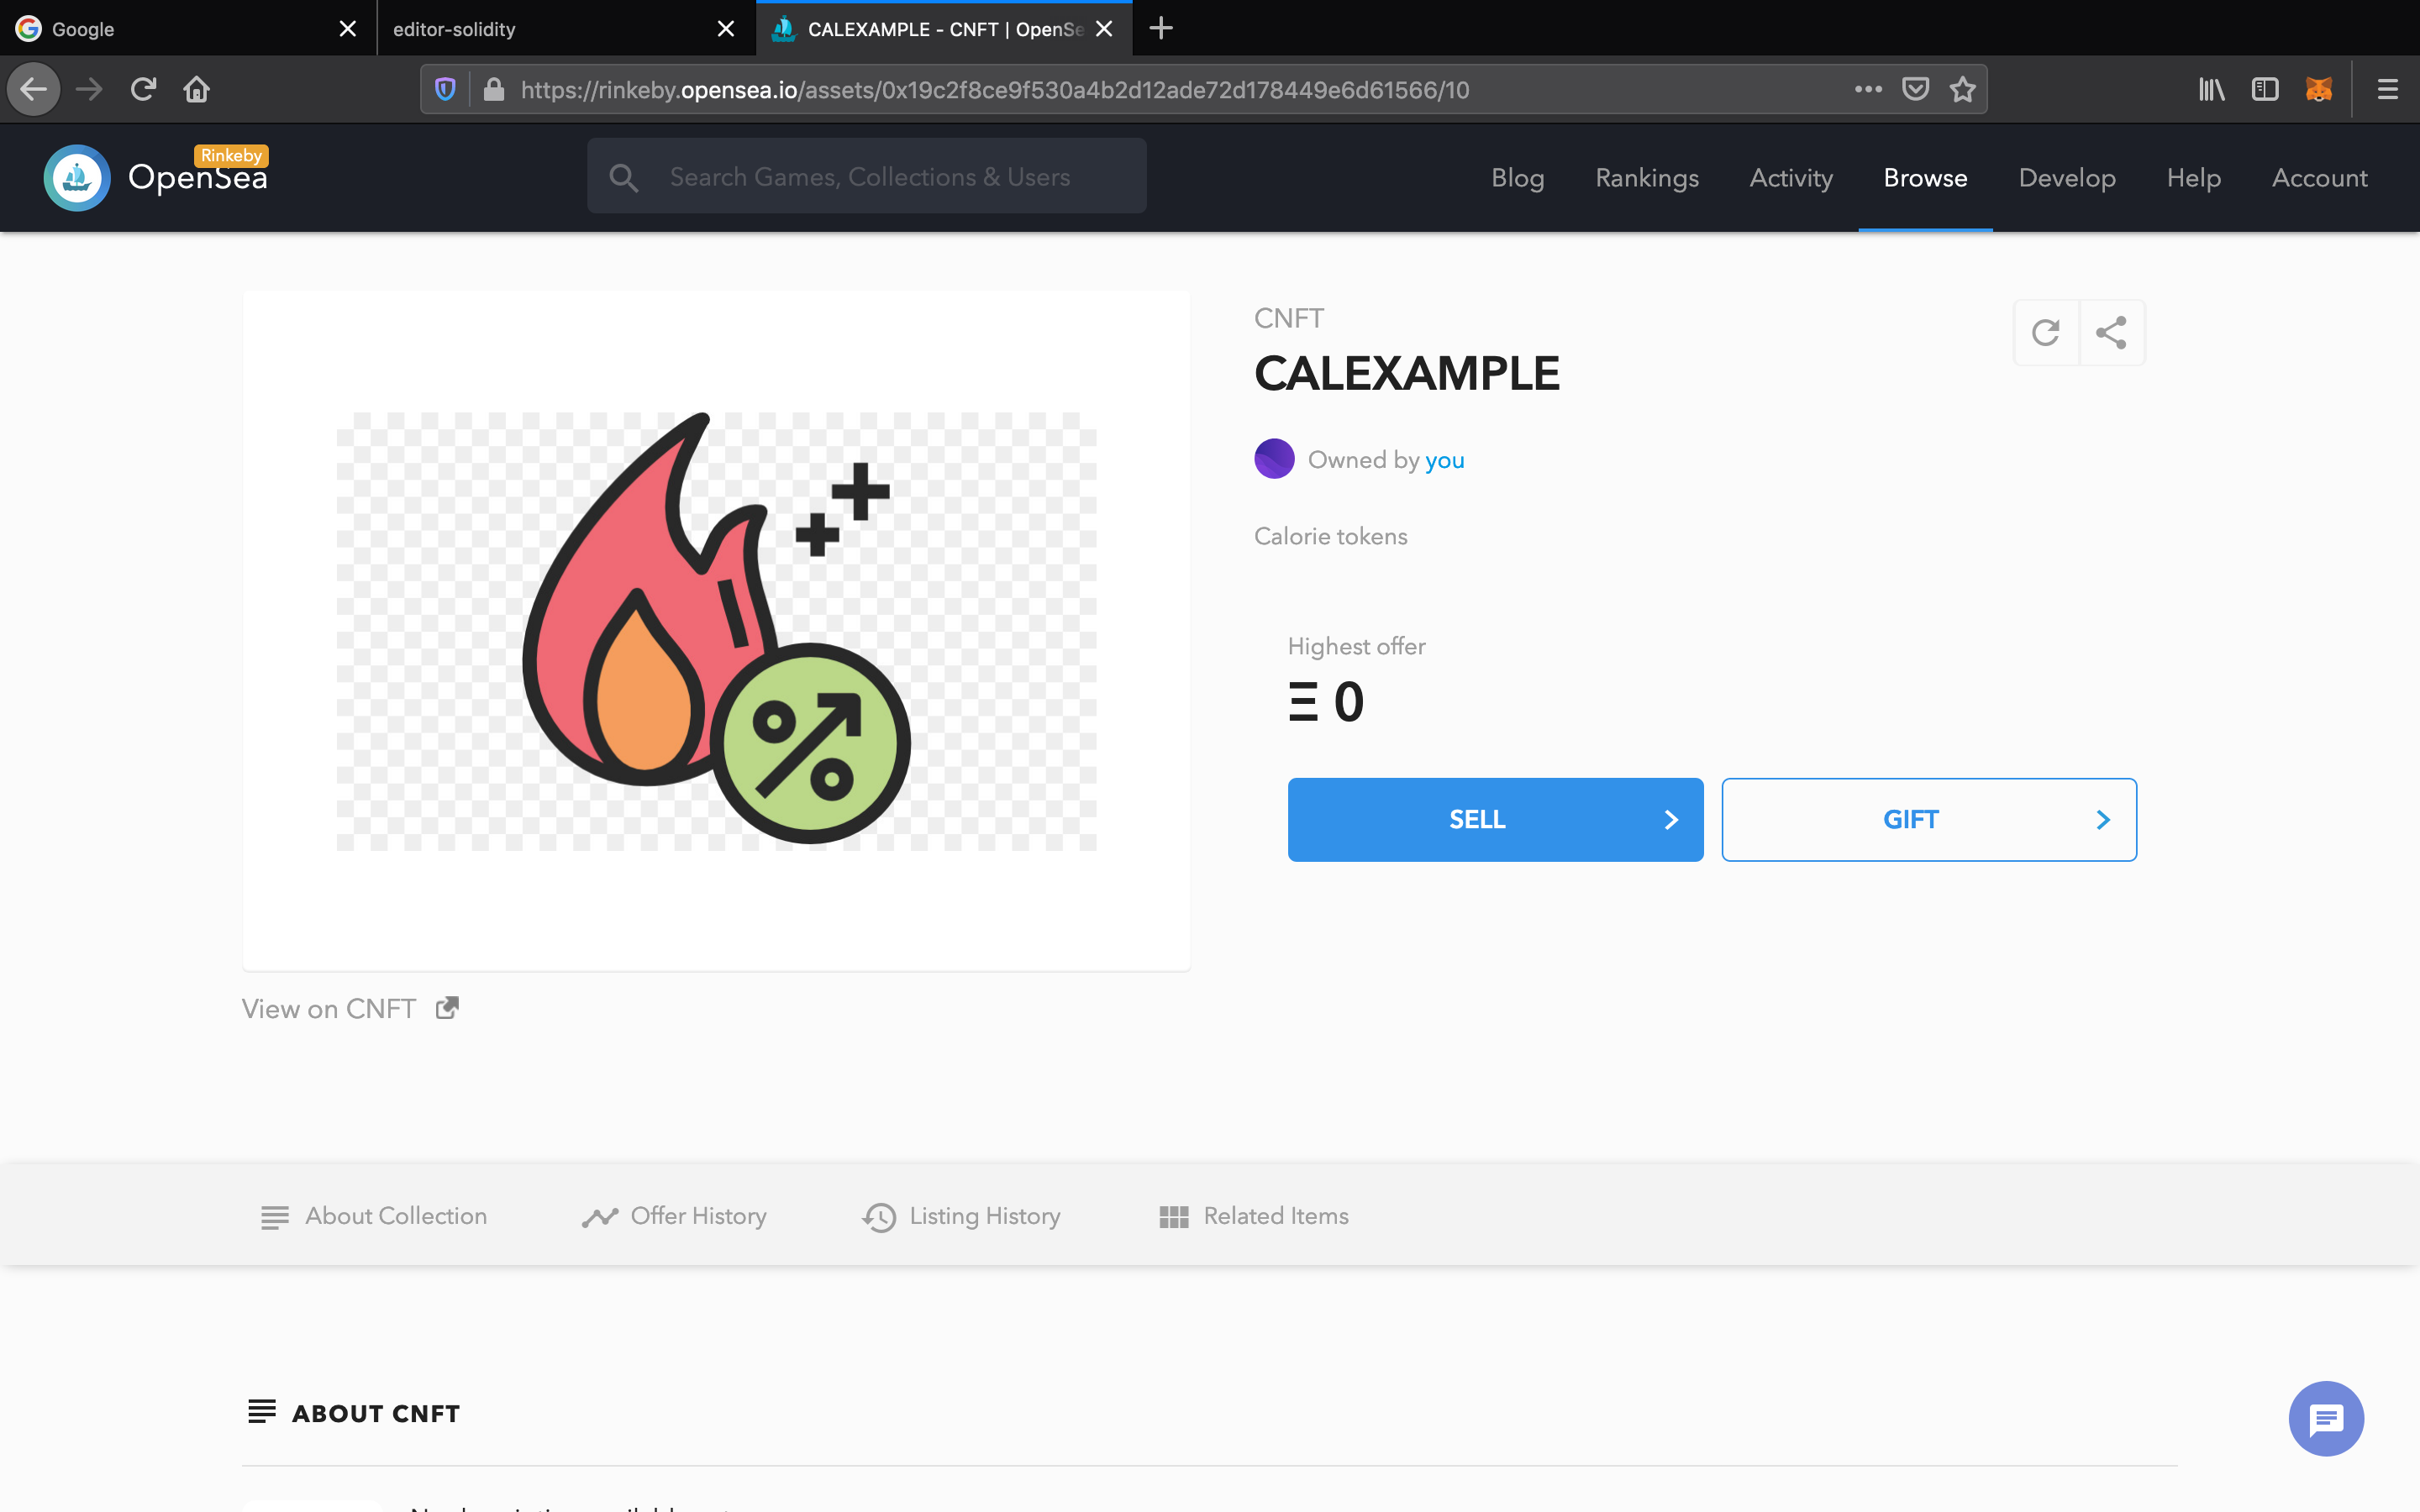 Google
editor-solidity
CALEXAMPLE - CNFT | OpenSe
https://rinkeby.opensea.io/assets/0x19c2f8ce9f530a4b2d12ade72d178449e6d61566/10
Rinkeby
OpenSea
Search Games, Collections & Users
Blog
Rankings
Activity
Browse
Develop
Help
Account
CNFT
CALEXAMPLE
Owned by you
Calorie tokens
Highest offer
Ξ 0
SELL
GIFT
View on CNFT
About Collection
Offer History
Listing History
Related Items
ABOUT CNFT